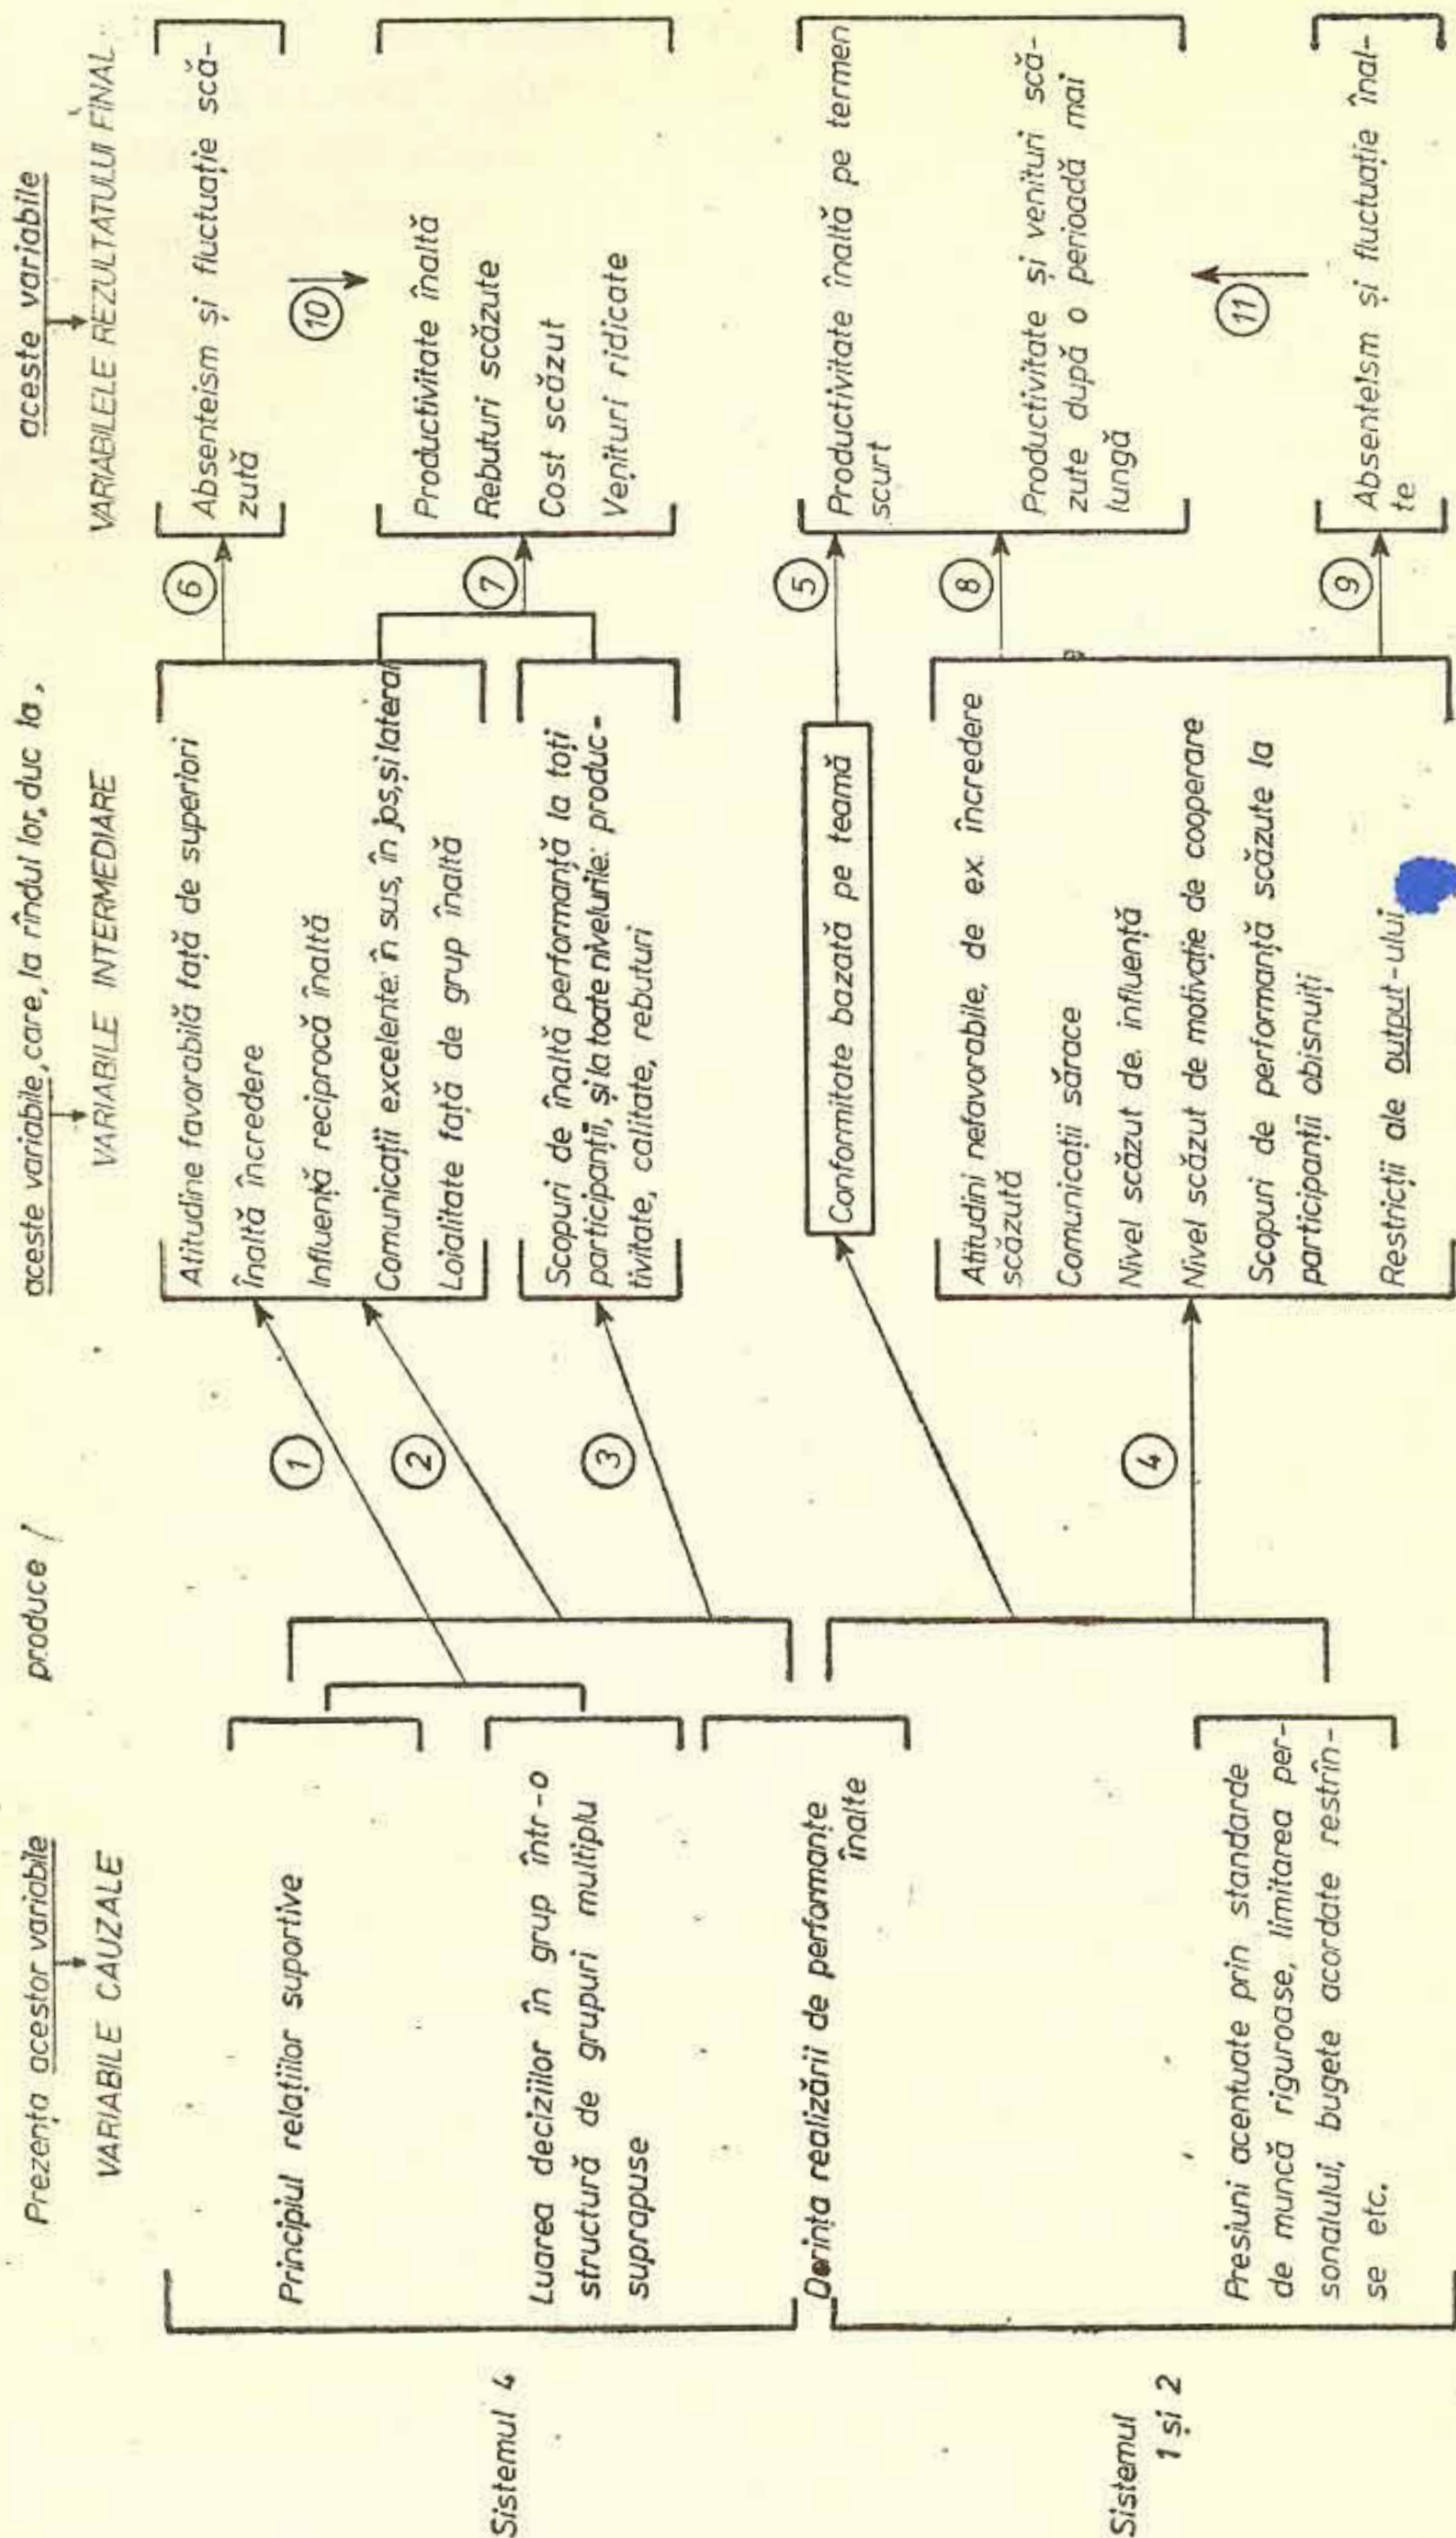 Prezența acestor variabile
produce
aceste variabile, care, la rîndul lor, duc la,
aceste variabile
VARIABILE CAUZALE
VARIABILE INTERMEDIARE
VARIABILELE REZULTATULUI FINAL
Sistemul 4
Principiul relațiilor suportive
Luarea deciziilor în grup într-o
structură de grupuri multiplu
suprapuse
Dorința realizării de performanțe
înalte
Sistemul
1 și 2
Presiuni acentuate prin standarde
de muncă riguroase, limitarea per-
sonalului, bugete acordate restrîn-
se etc.
1
2
3
4
Atitudine favorabilă față de superiori
Înaltă încredere
Influență reciprocă înaltă
Comunicații excelente: în sus, în jos, și lateral
Loialitate față de grup înaltă
Scopuri de înaltă performanță la toți
participanții, și la toate nivelurile: produc-
tivitate, calitate, rebuturi
Conformitate bazată pe teamă
Atitudini nefavorabile, de ex. încredere
scăzută
Comunicații sărace
Nivel scăzut de influență
Nivel scăzut de motivație de cooperare
Scopuri de performanță scăzute la
participanții obisnuiți
Restricții ale output-ului
6
7
5
8
9
Absenteism și fluctuație scă-
zută
10
Productivitate înaltă
Rebuturi scăzute
Cost scăzut
Venituri ridicate
Productivitate înaltă pe termen
scurt
Productivitate și venituri scă-
zute după o perioadă mai
lungă
11
Absenteism și fluctuație înal-
te